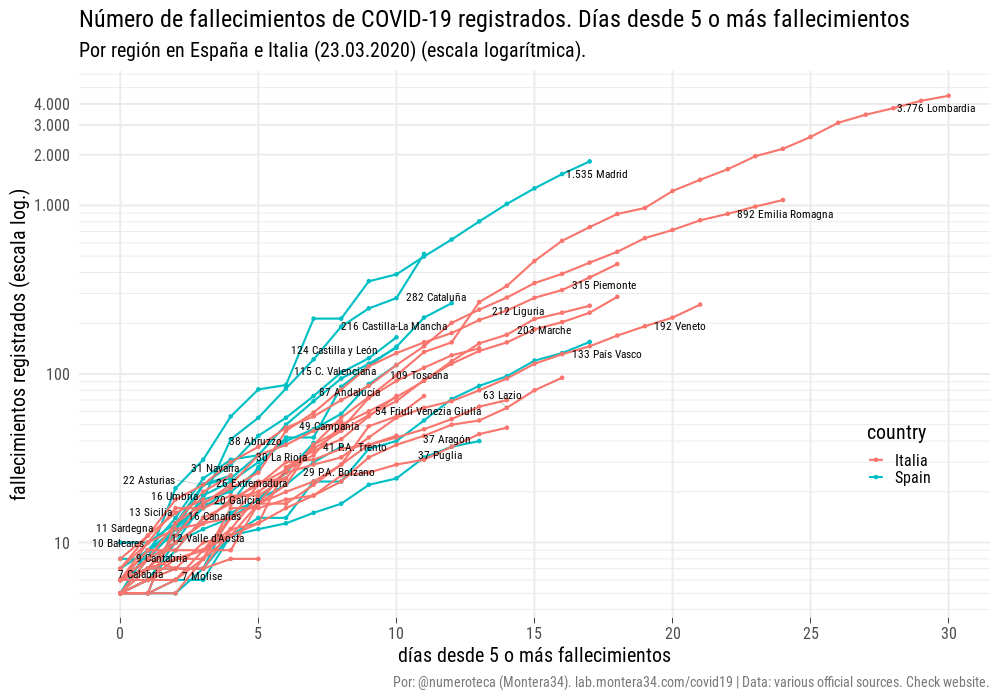 Número de fallecimientos de COVID-19 registrados. Días desde 5 o más fallecimientos
Por región en España e Italia (23.03.2020) (escala logarítmica).
fallecimientos registrados (escala log.)
4.000
3.000
2.000
1.000
100
10
3.776 Lombardia
1.535 Madrid
892 Emilia Romagna
315 Piemonte
282 Cataluña
212 Liguria
216 Castilla-La Mancha
203 Marche
192 Veneto
124 Castilla y León
133 País Vasco
115 C. Valenciana
109 Toscana
87 Andalucía
63 Lazio
54 Friuli Venezia Giulia
49 Campania
38 Abruzzo
37 Aragón
41 P.A. Trento
30 La Rioja
37 Puglia
31 Navarra
29 P.A. Bolzano
22 Asturias
26 Extremadura
16 Umbria
20 Galicia
13 Sicilia
16 Canarias
11 Sardegna
12 Valle d'Aosta
10 Baleares
9 Cantabria
7 Calabria
7 Molise
country
Italia
Spain
0
5
10
15
20
25
30
días desde 5 o más fallecimientos
Por: @numeroteca (Montera34). lab.montera34.com/covid19 | Data: various official sources. Check website.